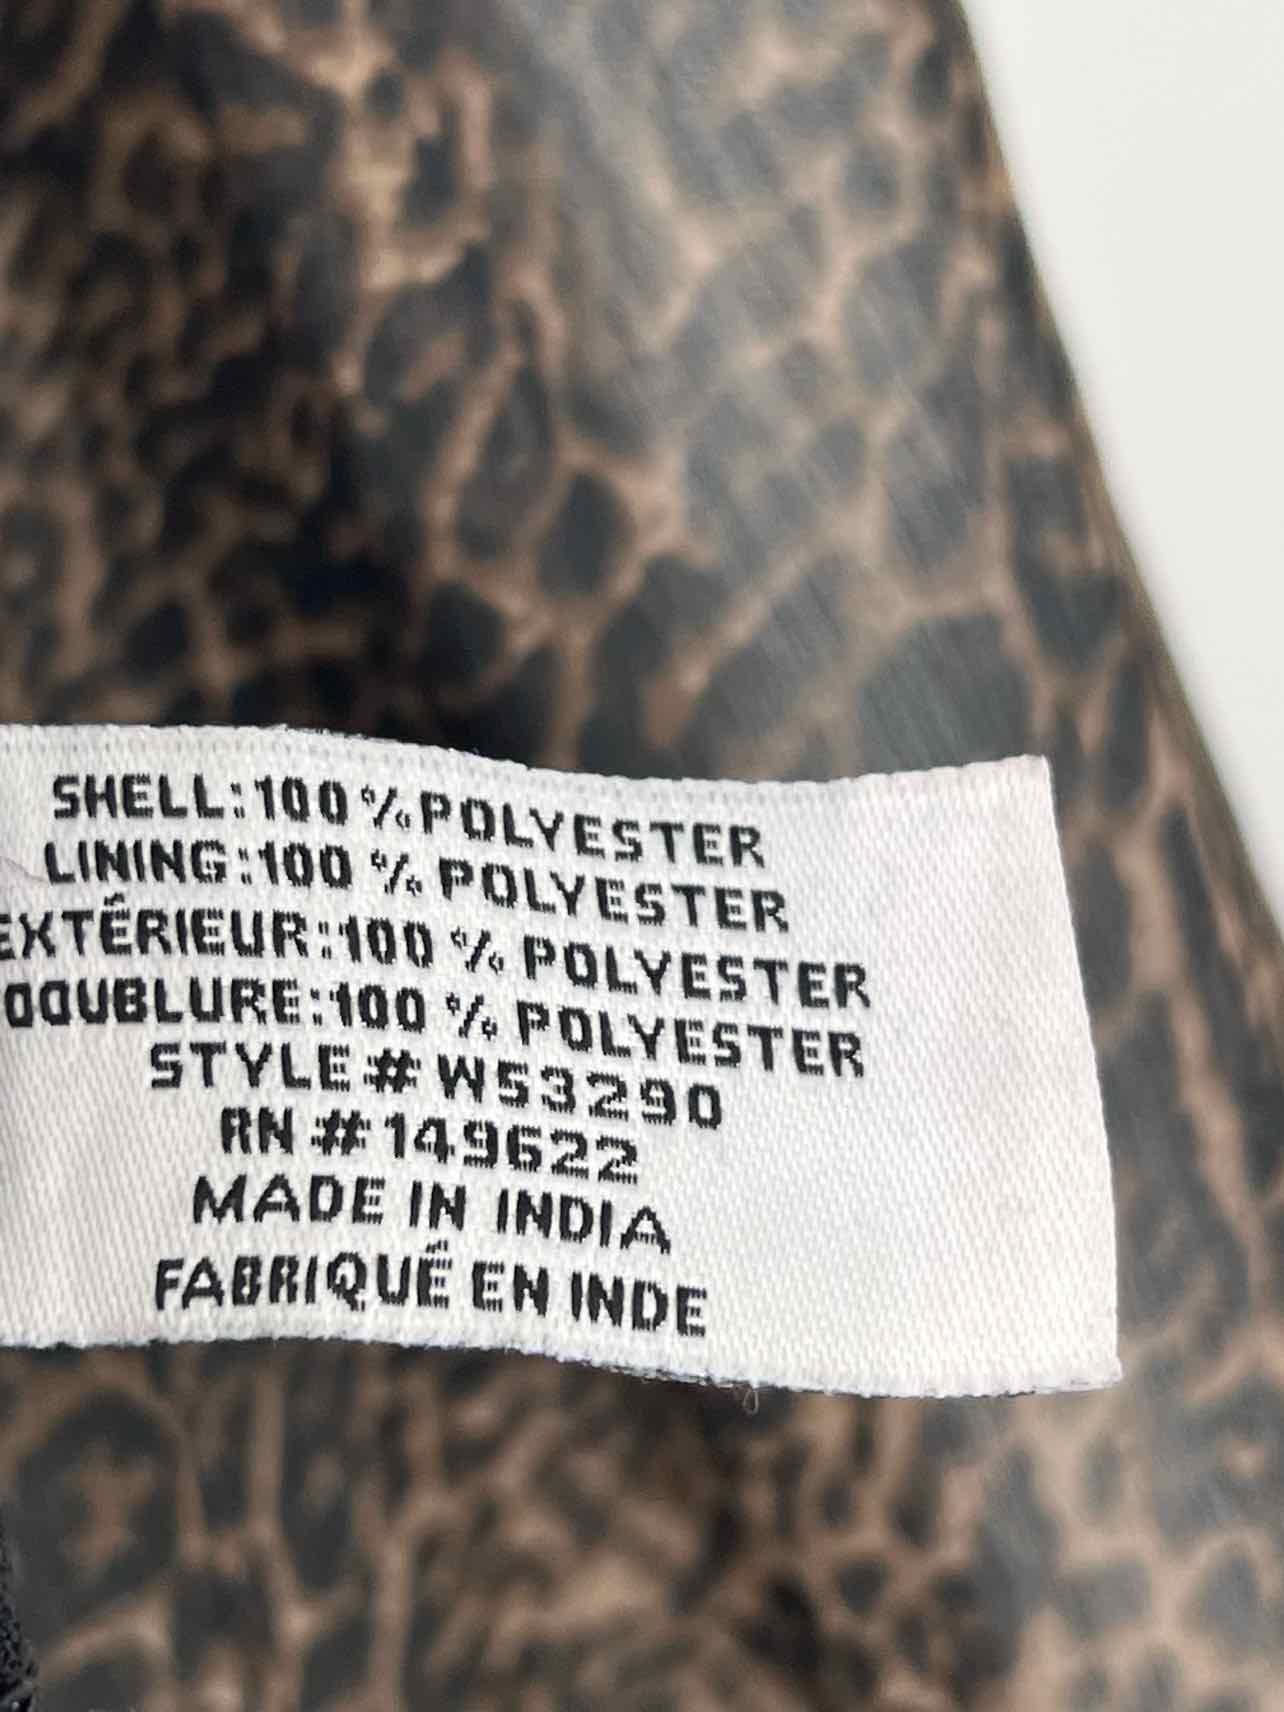 SHELL:100 % POLYESTER
LINING:100 % POLYESTER
EXTÉRIEUR:100 % POLYESTER
DOUBLURE:100 % POLYESTER
STYLE # W53290
RN # 149622
MADE IN INDIA
FABRIQUÉ EN INDE